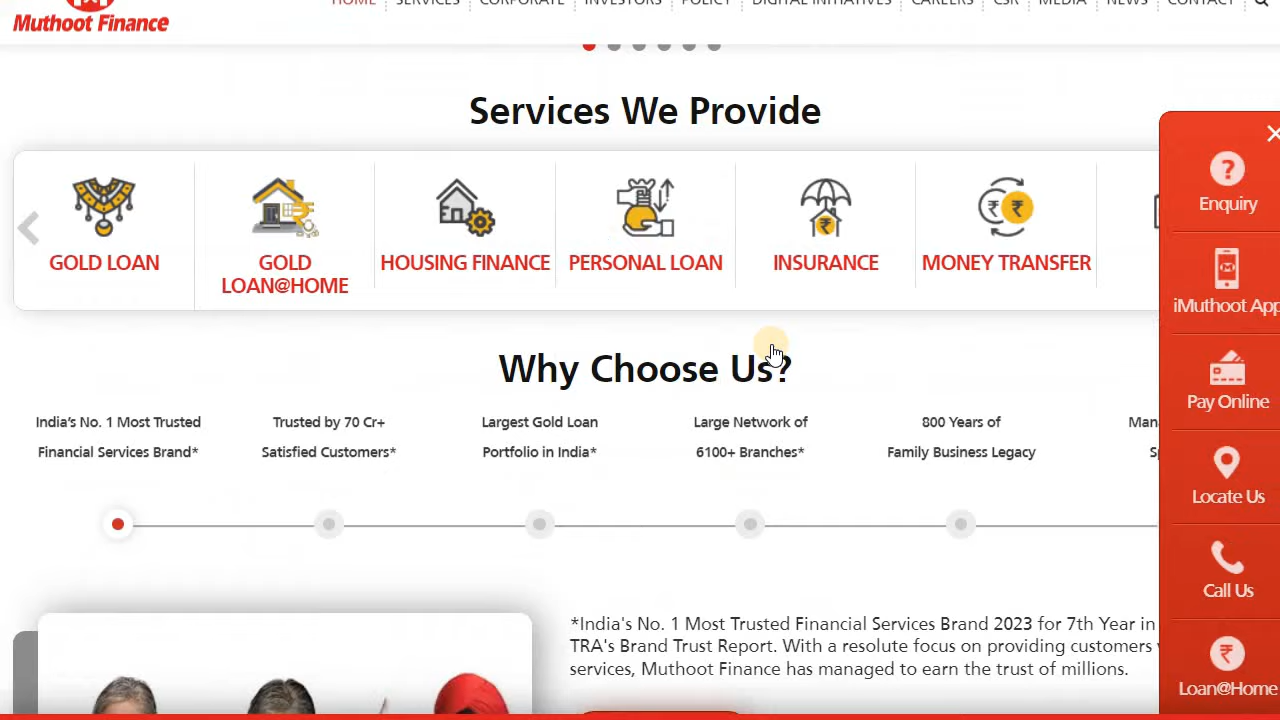 Muthoot Finance
HOME SERVICES CORPORATE INVESTORS POLICY DIGITAL INITIATIVES CAREERS CSR MEDIA NEWS CONTACT
Services We Provide
GOLD LOAN
GOLD
LOAN@HOME
HOUSING FINANCE
PERSONAL LOAN
INSURANCE
MONEY TRANSFER
Why Choose Us?
India's No. 1 Most Trusted
Financial Services Brand*
Trusted by 70 Cr+
Satisfied Customers*
Largest Gold Loan
Portfolio in India*
Large Network of
6100+ Branches*
800 Years of
Family Business Legacy
*India's No. 1 Most Trusted Financial Services Brand 2023 for 7th Year in
TRA's Brand Trust Report. With a resolute focus on providing customers
services, Muthoot Finance has managed to earn the trust of millions.
?
Enquiry
iMuthoot App
Pay Online
Locate Us
Call Us
₹
Loan@Home